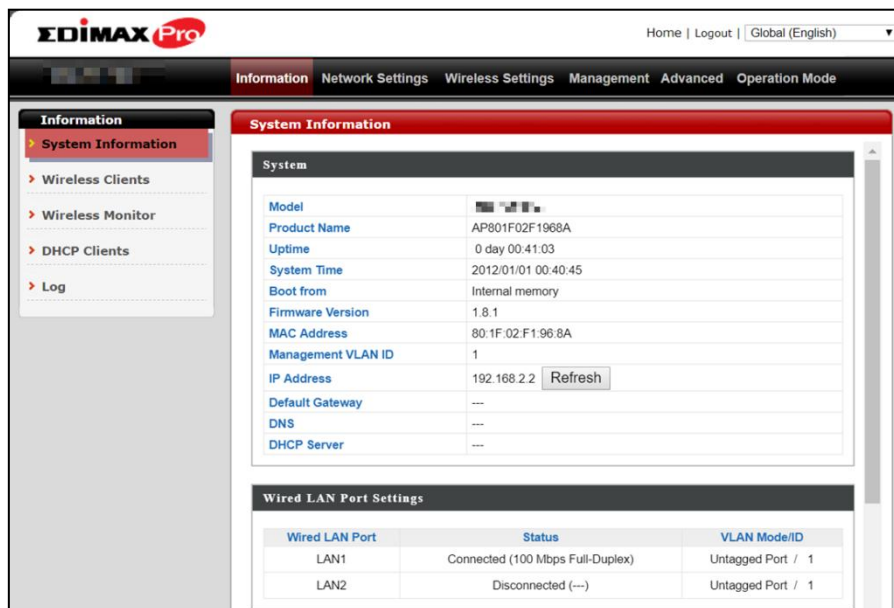 EDIMAX Pro
Home | Logout | Global (English)
Information Network Settings Wireless Settings Management Advanced Operation Mode
Information
System Information
Wireless Clients
Wireless Monitor
DHCP Clients
Log
System Information
System
Model
Product Name AP801F02F1968A
Uptime 0 day 00:41:03
System Time 2012/01/01 00:40:45
Boot from Internal memory
Firmware Version 1.8.1
MAC Address 80:1F:02:F1:96:8A
Management VLAN ID 1
IP Address 192.168.2.2 Refresh
Default Gateway ---
DNS ---
DHCP Server ---
Wired LAN Port Settings
Wired LAN Port Status VLAN Mode/ID
LAN1 Connected (100 Mbps Full-Duplex) Untagged Port / 1
LAN2 Disconnected (---) Untagged Port / 1